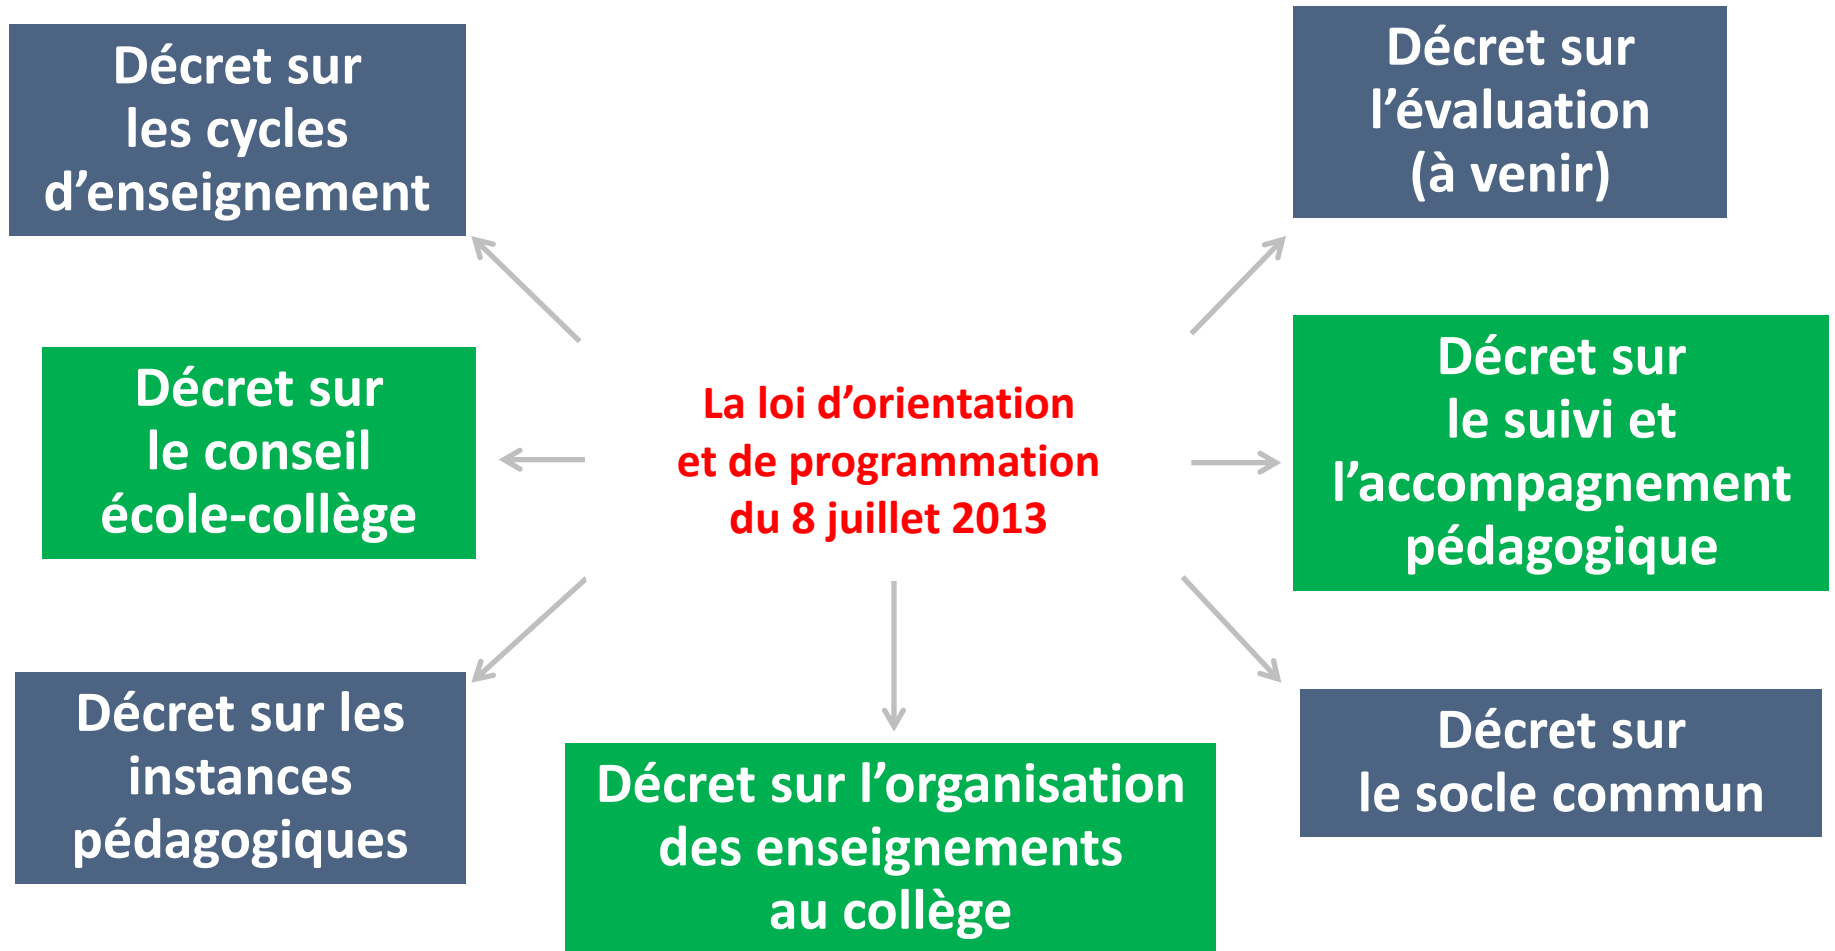 Décret sur
les cycles
d’enseignement
Décret sur
l’évaluation
(à venir)
Décret sur
le conseil
école-collège
La loi d’orientation
et de programmation
du 8 juillet 2013
Décret sur
le suivi et
l’accompagnement
pédagogique
Décret sur les
instances
pédagogiques
Décret sur l’organisation
des enseignements
au collège
Décret sur
le socle commun